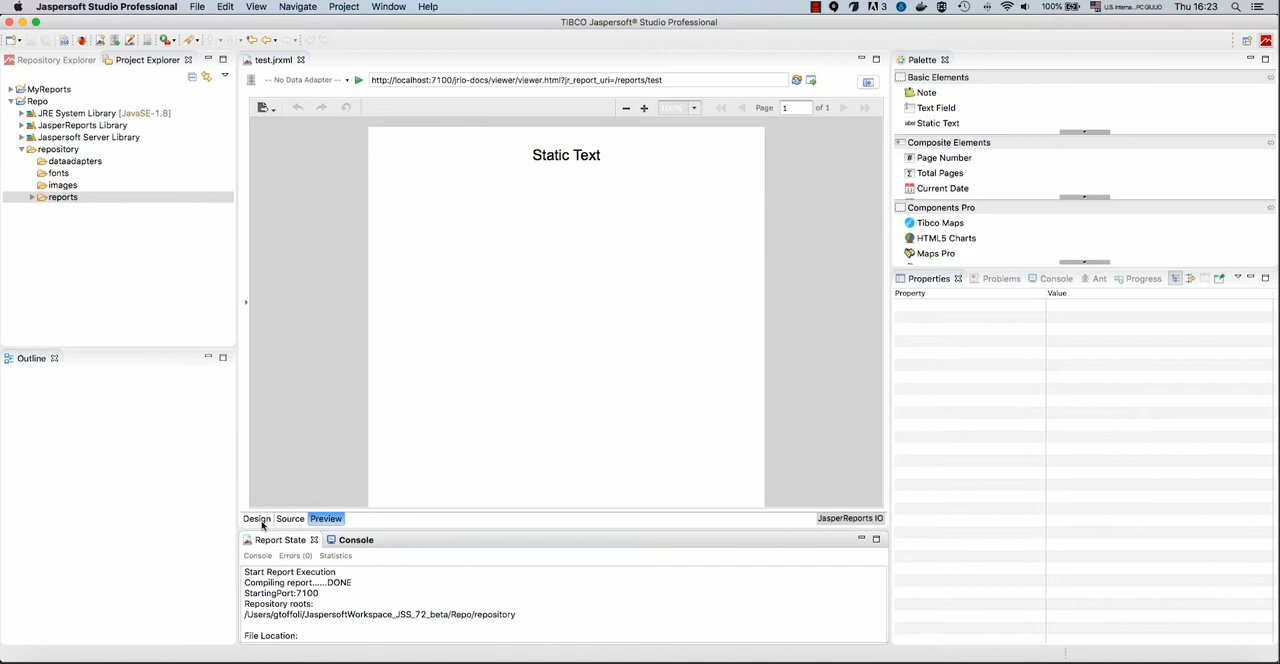 Jaspersoft Studio Professional File Edit View Navigate Project Window Help
A 3 100% U.S. Interna... PC GIULIO Thu 16:23
TIBCO Jaspersoft® Studio Professional
Repository Explorer Project Explorer
MyReports
Repo
JRE System Library [JavaSE-1.8]
JasperReports Library
Jaspersoft Server Library
repository
dataadapters
fonts
images
reports
Outline
test.jrxml
-- No Data Adapter -- http://localhost:7100/jrio-docs/viewer/viewer.html?jr_report_uri=/reports/test
100% Page 1 of 1
Static Text
Design Source Preview JasperReports IO
Report State Console
Console Errors (0) Statistics
Start Report Execution
Compiling report......DONE
StartingPort:7100
Repository roots:
/Users/gtoffoli/JaspersoftWorkspace_JSS_72_beta/Repo/repository
File Location:
Palette
Basic Elements
Note
Text Field
Static Text
Composite Elements
Page Number
Total Pages
Current Date
Components Pro
Tibco Maps
HTML5 Charts
Maps Pro
Properties Problems Console Ant Progress
Property Value